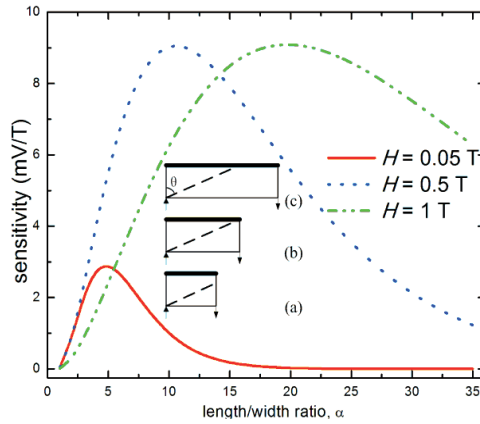 10
8
6
4
2
0
sensitivity (mV/T)
θ
(c)
(b)
(a)
H = 0.05 T
H = 0.5 T
H = 1 T
0 5 10 15 20 25 30 35
length/width ratio, α